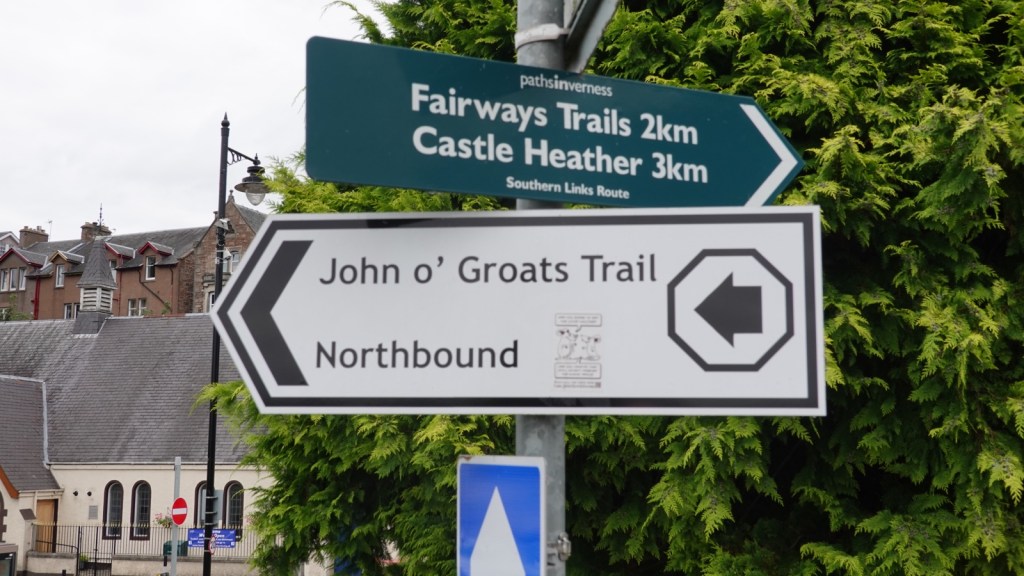 pathsinverness
Fairways Trails 2km
Castle Heather 3km
Southern Links Route
John o' Groats Trail
Northbound